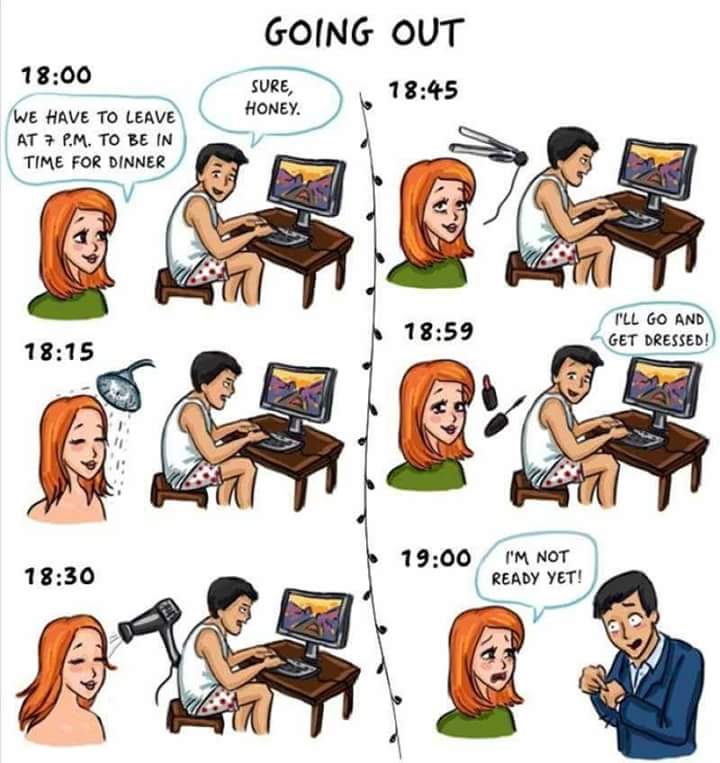 GOING OUT
18:00
WE HAVE TO LEAVE
AT 7 P.M. TO BE IN
TIME FOR DINNER
SURE,
HONEY.
18:15
18:30
18:45
18:59
I'LL GO AND
GET DRESSED!
19:00
I'M NOT
READY YET!